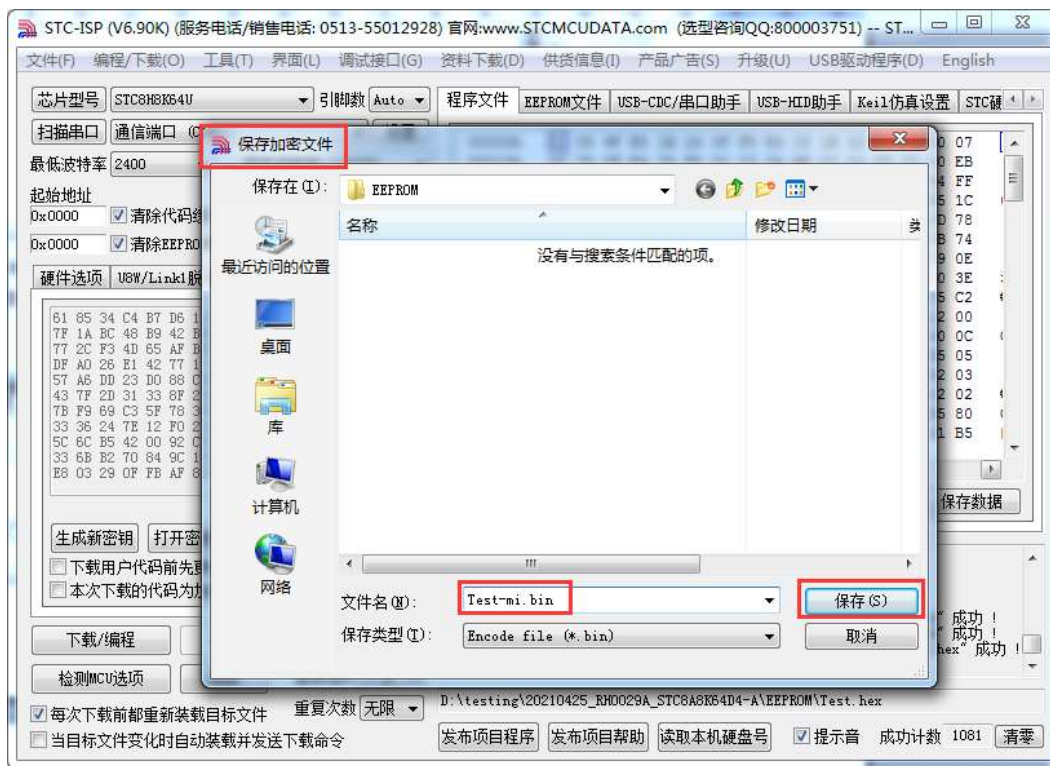 STC-ISP (V6.90K) (服务电话/销售电话: 0513-55012928) 官网:www.STCMCUDATA.com (选型咨询QQ:800003751) -- ST...
文件(F) 编程/下载(O) 工具(T) 界面(L) 调试接口(G) 资料下载(D) 供货信息(I) 产品广告(S) 升级(U) USB驱动程序(D) English
芯片型号 STC8H8K64U 引脚数 Auto 程序文件 EEPROM文件 USB-CDC/串口助手 USB-HID助手 Keil仿真设置 STC硬
扫描串口 通信端口
保存加密文件
07
最低波特率 2400
EB
保存在(I): EEPROM
FF
起始地址
1C
0x0000 清除代码
名称 修改日期
78
74
0x0000 清除EEPRO
没有与搜索条件匹配的项。
0E
最近访问的位置
3E
硬件选项 U8W/Link1脱
C2
61 85 34 C4 B7 D6
00
7F 1A BC 48 B9 42
0C
77 2C F3 4D 65 AF
05
DF A0 26 E1 42 77
桌面
03
57 A6 DD 23 D0 88
02
43 7F 2D 31 33 8F
80
7B F9 69 C3 5F 78
B5
33 36 24 7E 12 F0
库
5C 6C B5 42 00 92
33 6B B2 70 84 9C
E8 03 29 0F FB AF
计算机
保存数据
生成新密钥 打开密
下载用户代码前先
网络
本次下载的代码为
文件名(N): Test-mi.bin 保存(S)
成功 !
保存类型(T): Encode file (*.bin) 取消
成功 !
下载/编程
hex" 成功 !
检测MCU选项
D:\testing\20210425_RH0029A_STC8A8K64D4-A\EEPROM\Test.hex
每次下载前都重新装载目标文件 重复次数 无限
当目标文件变化时自动装载并发送下载命令 发布项目程序 发布项目帮助 读取本机硬盘号 提示音 成功计数 1081 清零